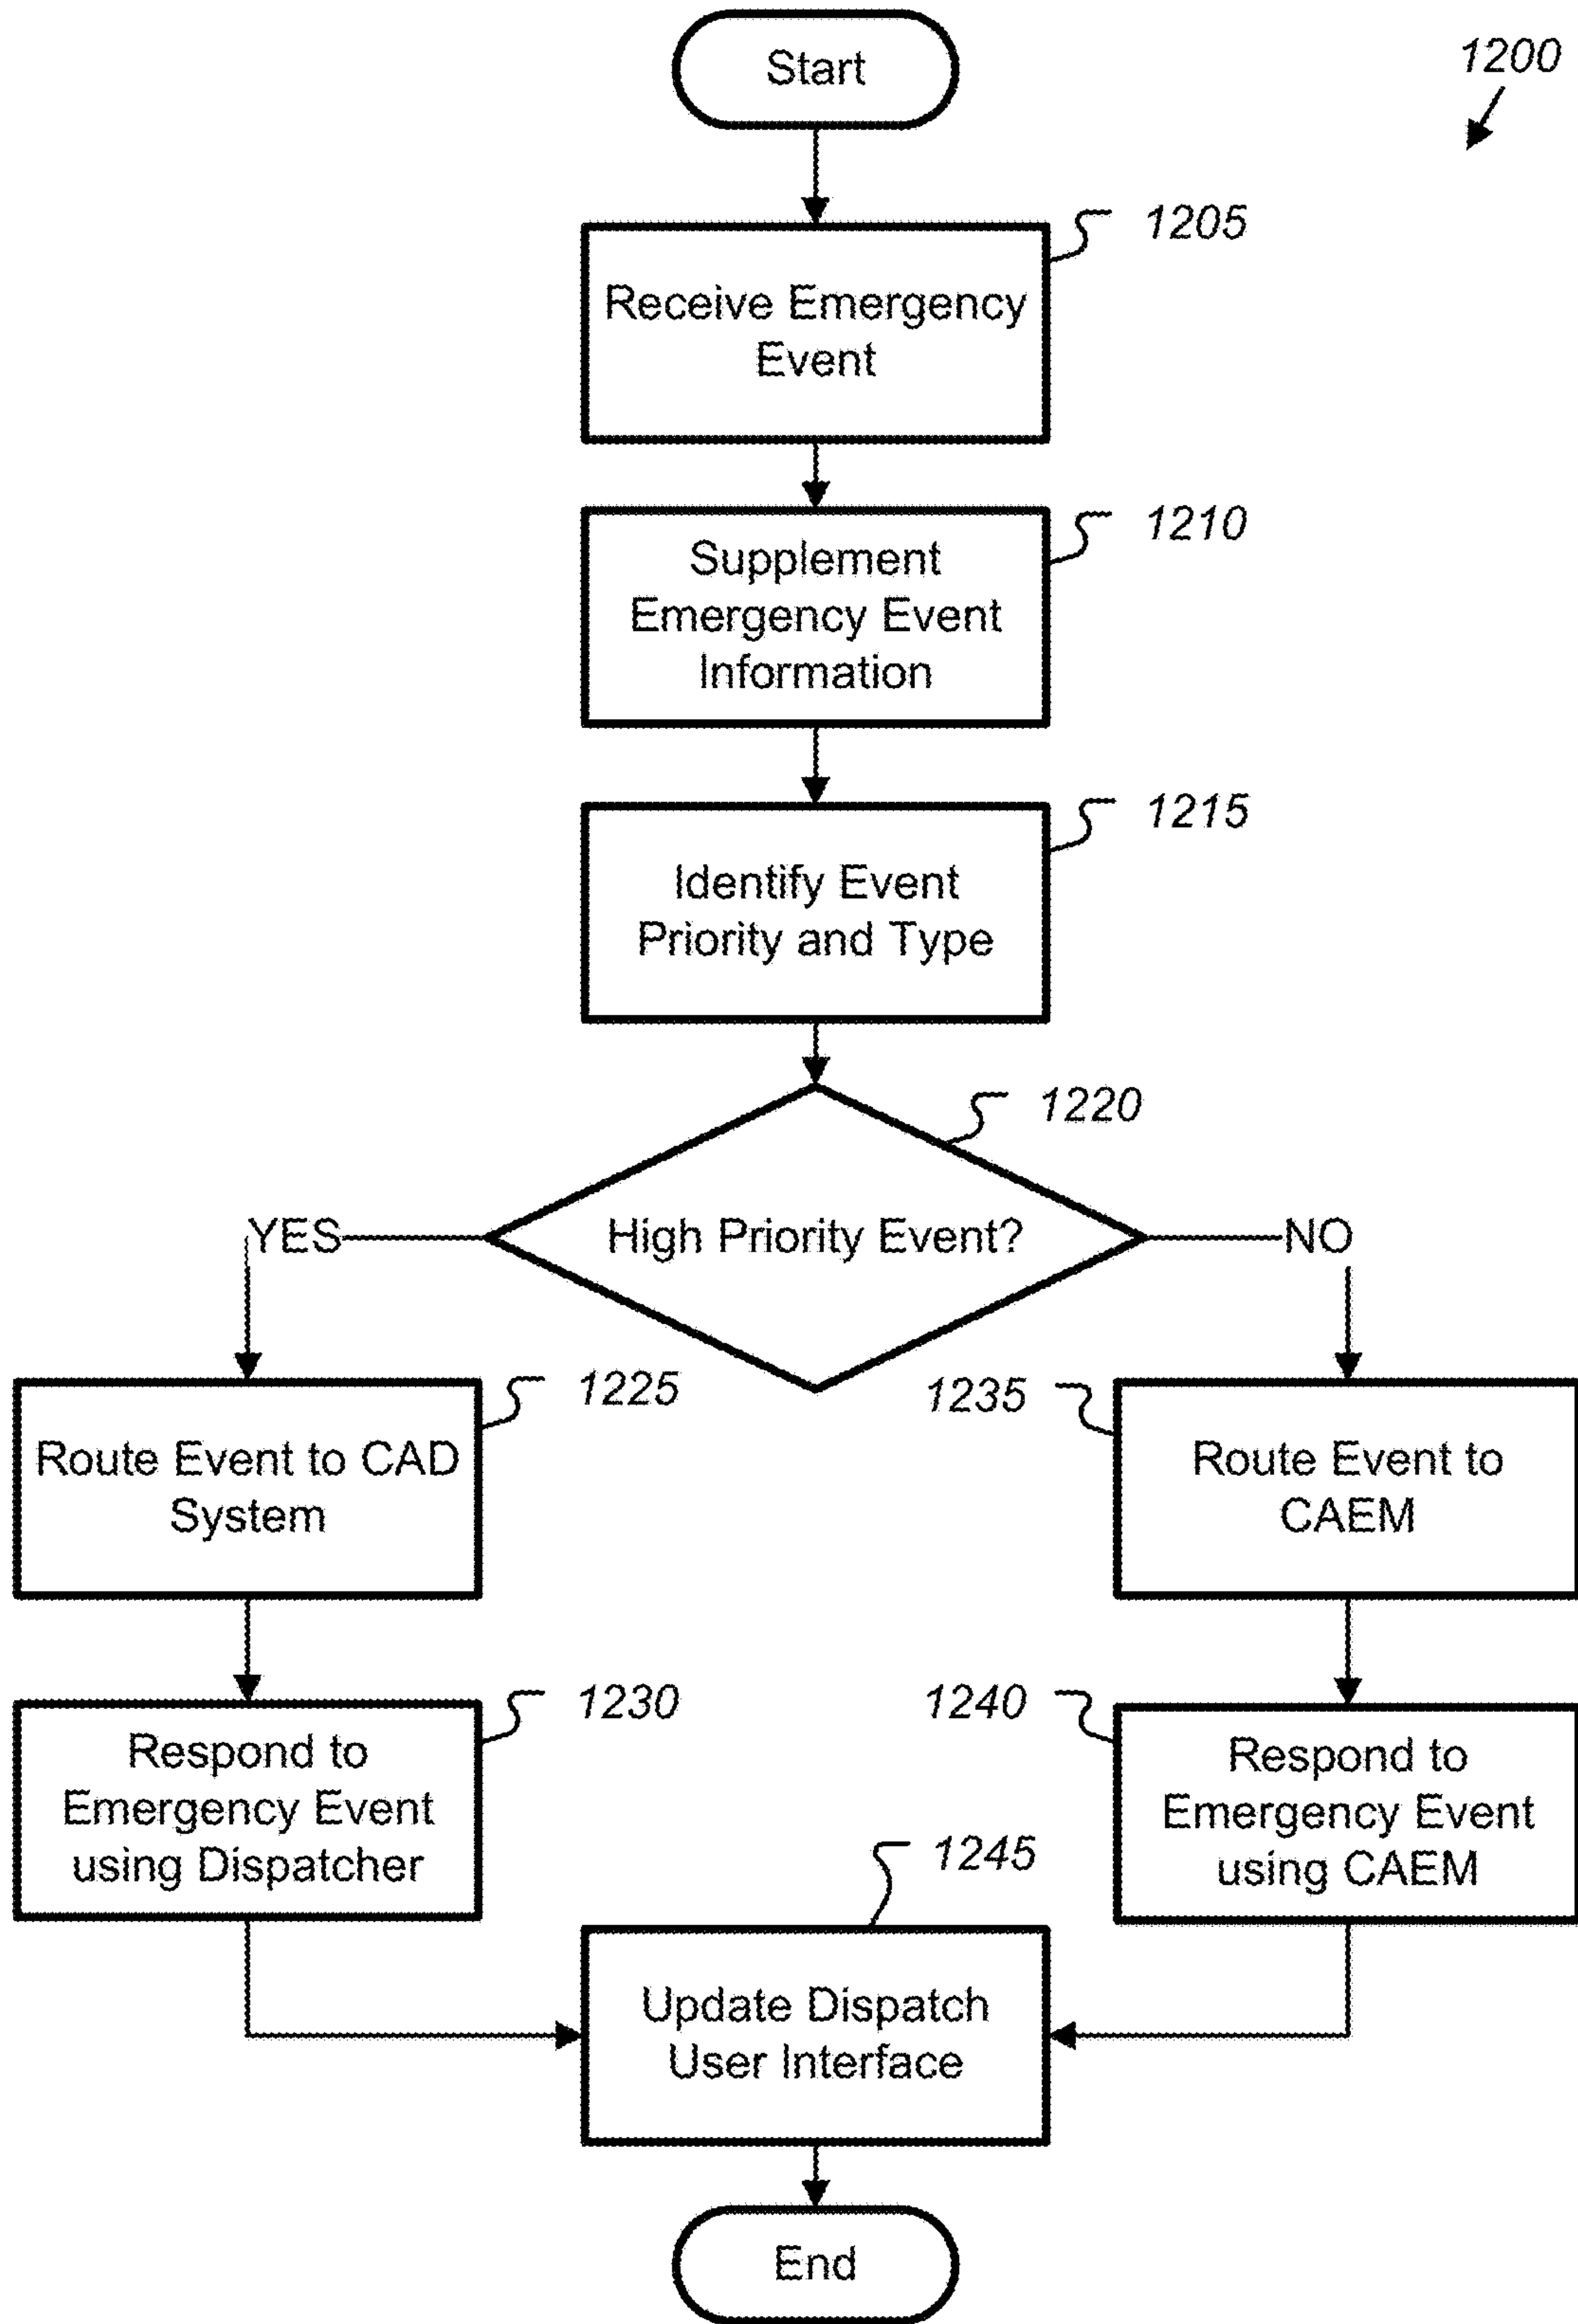 Start
1200
1205
Receive Emergency
Event
1210
Supplement
Emergency Event
Information
1215
Identify Event
Priority and Type
1220
YES
High Priority Event?
NO
1225
Route Event to CAD
System
1235
Route Event to
CAEM
1230
Respond to
Emergency Event
using Dispatcher
1240
Respond to
Emergency Event
using CAEM
1245
Update Dispatch
User Interface
End